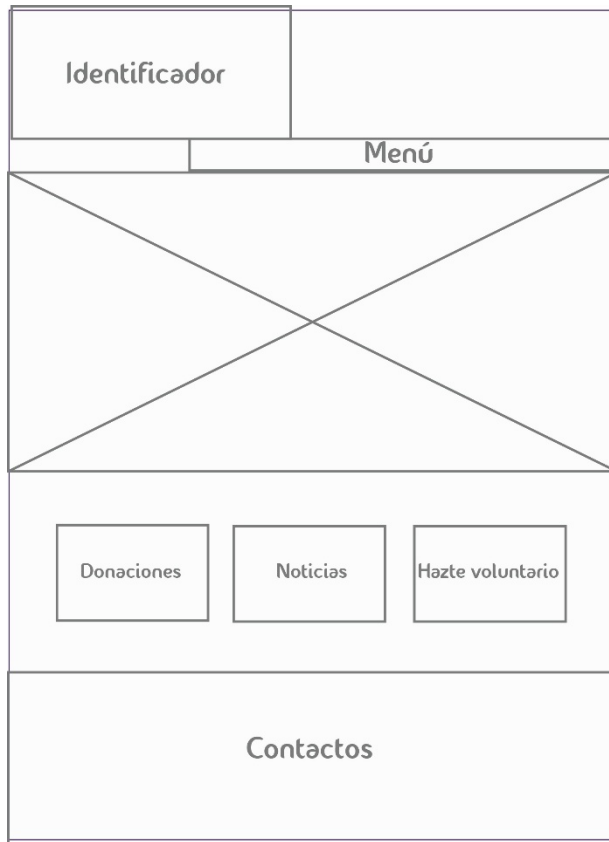 Identificador
Menú
Donaciones
Noticias
Hazte voluntario
Contactos